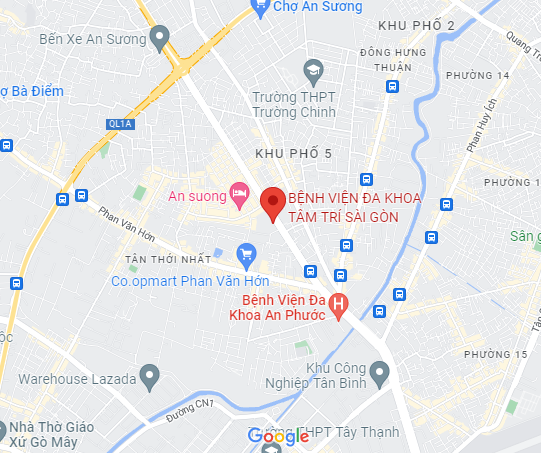 Chợ An Sương
KHU PHỐ 2
Bến Xe An Sương
Quang Tr
ĐÔNG HƯNG
THUẬN
PHƯỜNG 14
ợ Bà Điểm
Trường THPT
Trường Chinh
Phan Huy Ích
QL1A
KHU PHỐ 5
PHƯỜNG 1
An suong
BỆNH VIỆN ĐA KHOA
TÂM TRÍ SÀI GÒN
Phan Văn Hớn
Sân g
TÂN THỚI NHẤT
Co.opmart Phan Văn Hớn
Bệnh Viện Đa
Khoa An Phước
Tân
ộc
PHƯỜNG 15
Warehouse Lazada
Khu Công
Nghiệp Tân Bình
Đường CN1
Nhà Thờ Giáo
Xứ Gò Mây
Google
Trường THPT Tây Thạnh